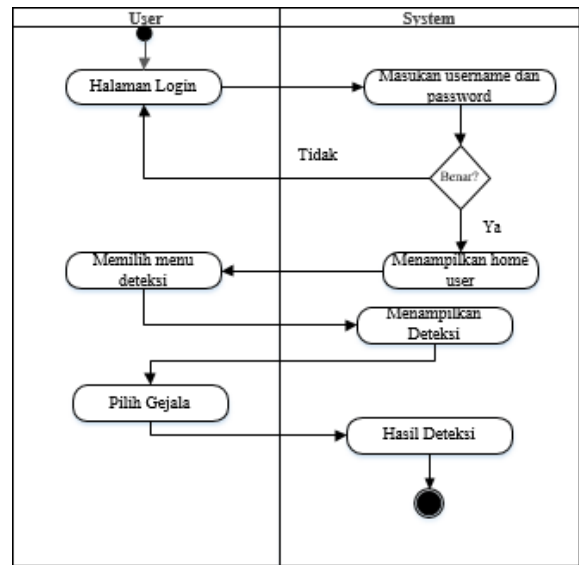 User
System
Halaman Login
Masukan username dan
password
Tidak
Benar?
Ya
Memilih menu
deteksi
Menampilkan home
user
Menampilkan
Deteksi
Pilih Gejala
Hasil Deteksi